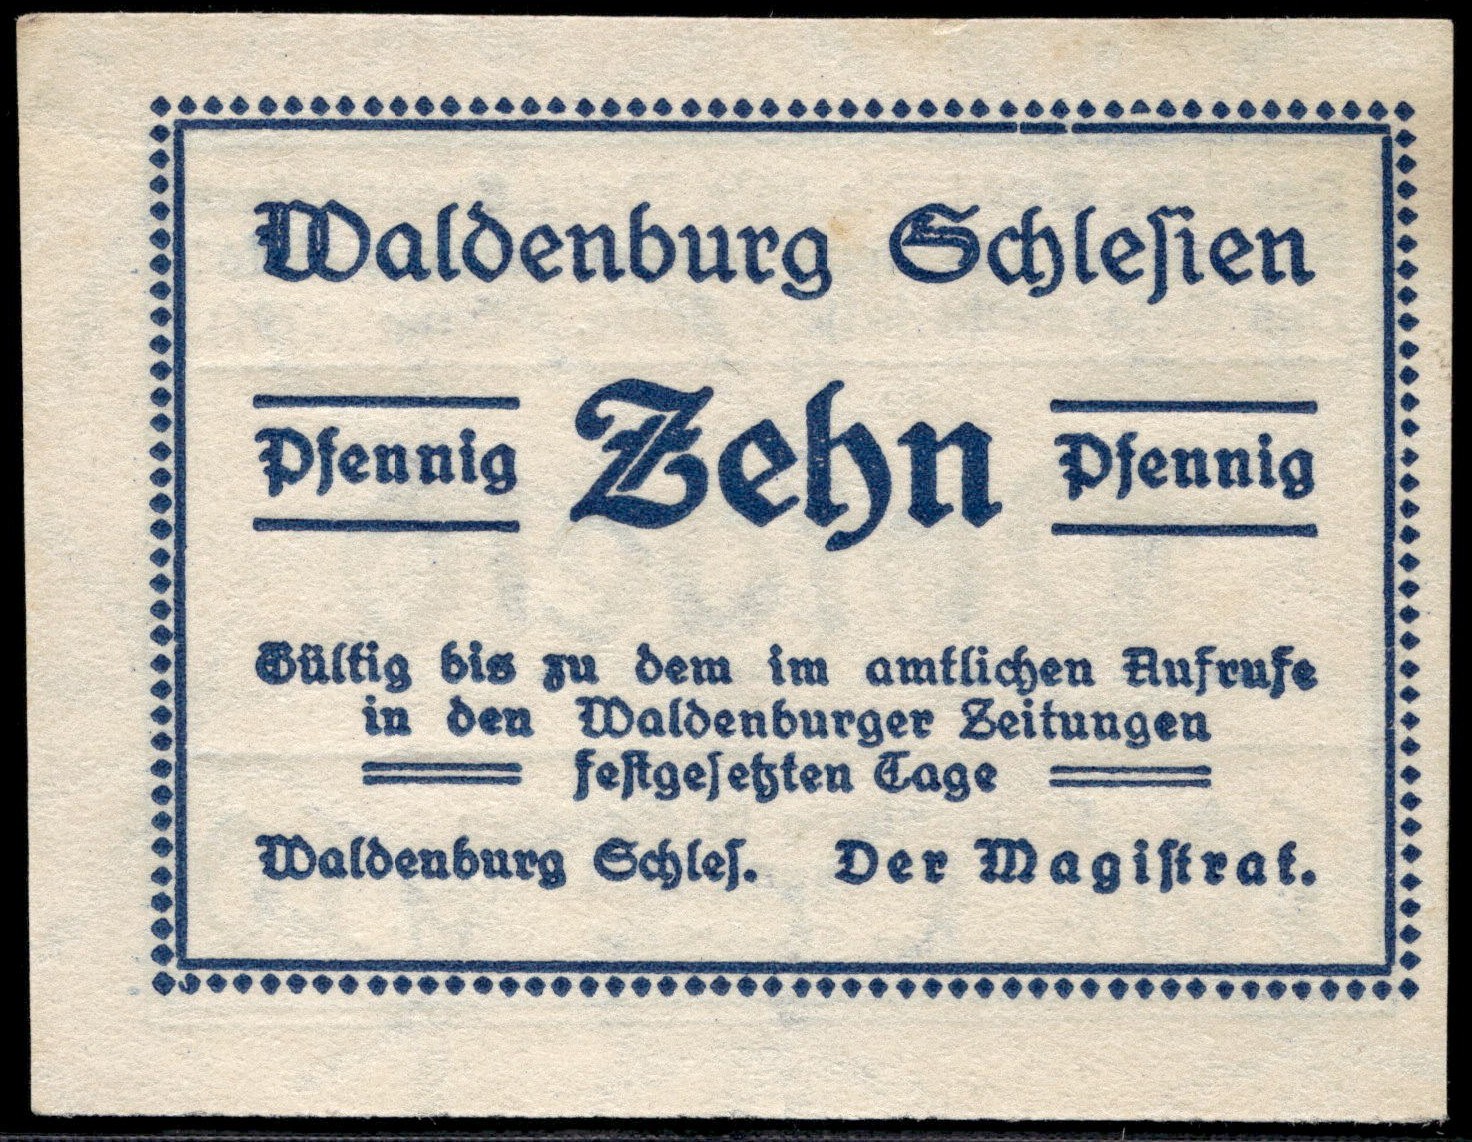 Waldenburg Schlesien
Pfennig Zehn Pfennig
Gültig bis zu dem im amtlichen Aufrufe
in den Waldenburger Zeitungen
festgesetzten Tage
Waldenburg Schles. Der Magistrat.